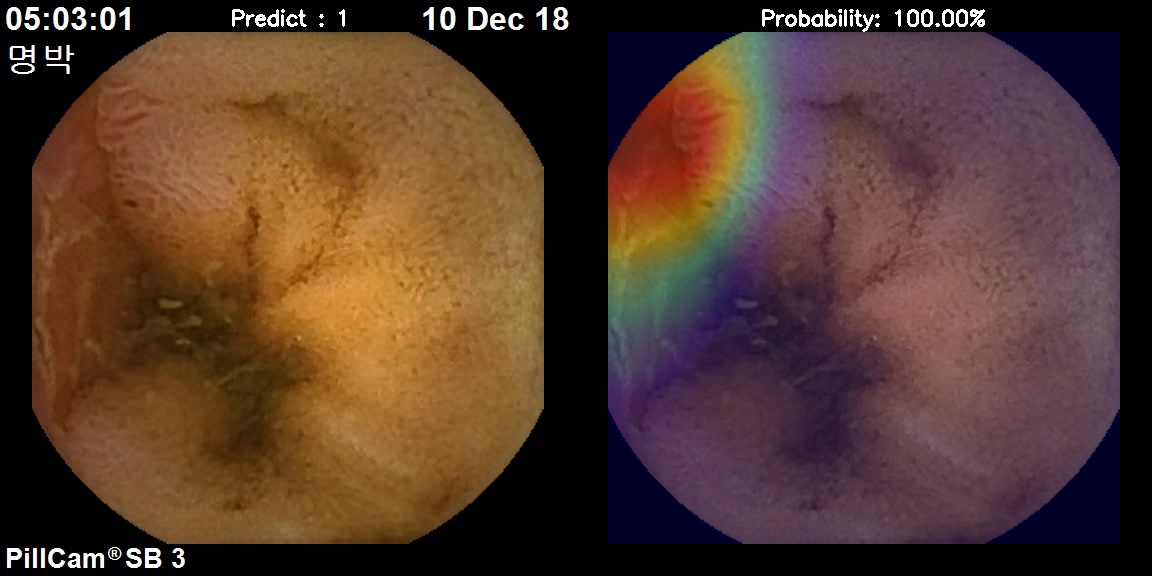 05:03:01 Predict : 1 10 Dec 18 Probability: 100.00%
명박
PillCam® SB 3